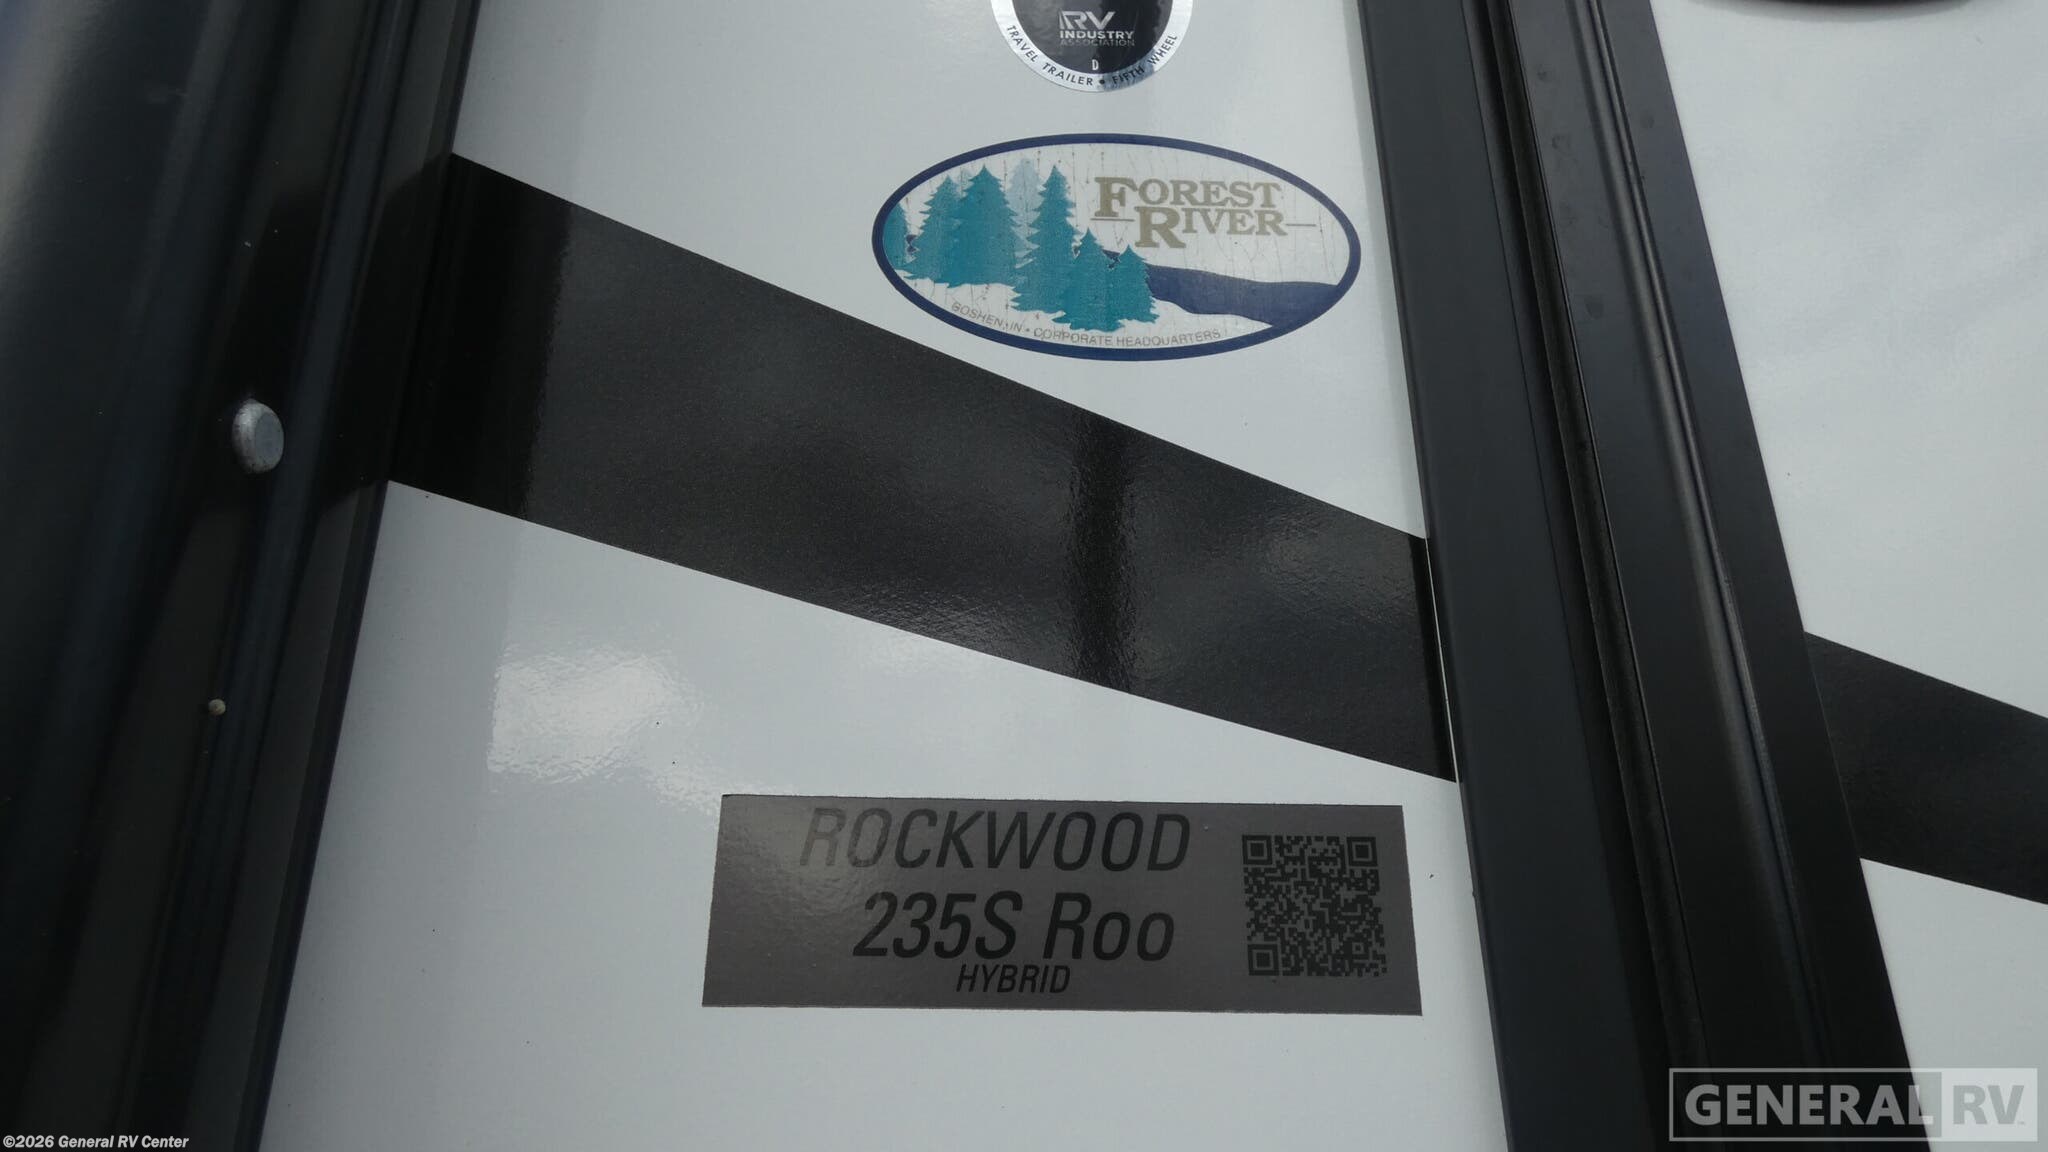 RV
INDUSTRY
ASSOCIATION
D
TRAVEL TRAILER • FIFTH WHEEL
FOREST
RIVER
GOSHEN, IN • CORPORATE HEADQUARTERS
ROCKWOOD
235S ROO
HYBRID
GENERAL RV
©2026 General RV Center